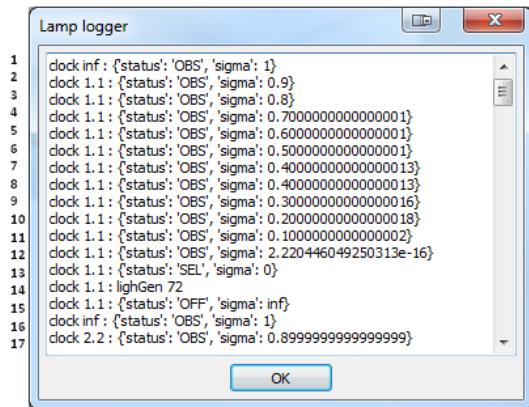 Lamp logger
1 clock inf : {'status': 'OBS', 'sigma': 1}
2 clock 1.1 : {'status': 'OBS', 'sigma': 0.9}
3 clock 1.1 : {'status': 'OBS', 'sigma': 0.8}
4 clock 1.1 : {'status': 'OBS', 'sigma': 0.7000000000000001}
5 clock 1.1 : {'status': 'OBS', 'sigma': 0.6000000000000001}
6 clock 1.1 : {'status': 'OBS', 'sigma': 0.5000000000000001}
7 clock 1.1 : {'status': 'OBS', 'sigma': 0.40000000000000013}
8 clock 1.1 : {'status': 'OBS', 'sigma': 0.40000000000000013}
9 clock 1.1 : {'status': 'OBS', 'sigma': 0.30000000000000016}
10 clock 1.1 : {'status': 'OBS', 'sigma': 0.20000000000000018}
11 clock 1.1 : {'status': 'OBS', 'sigma': 0.1000000000000002}
12 clock 1.1 : {'status': 'OBS', 'sigma': 2.220446049250313e-16}
13 clock 1.1 : {'status': 'SEL', 'sigma': 0}
14 clock 1.1 : lighGen 72
15 clock 1.1 : {'status': 'OFF', 'sigma': inf}
16 clock inf : {'status': 'OBS', 'sigma': 1}
17 clock 2.2 : {'status': 'OBS', 'sigma': 0.8999999999999999}
OK